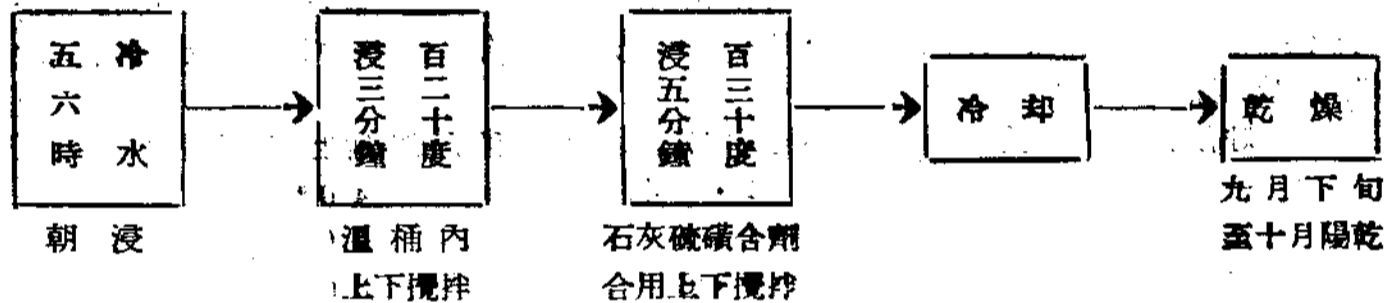 冷水
五六時
朝浸
百二十度
浸三分鐘
溫桶內
上下攪拌
百三十度
浸五分鐘
石灰硫磺含劑
合用上下攪拌
冷却
乾燥
九月下旬
至十月陽乾